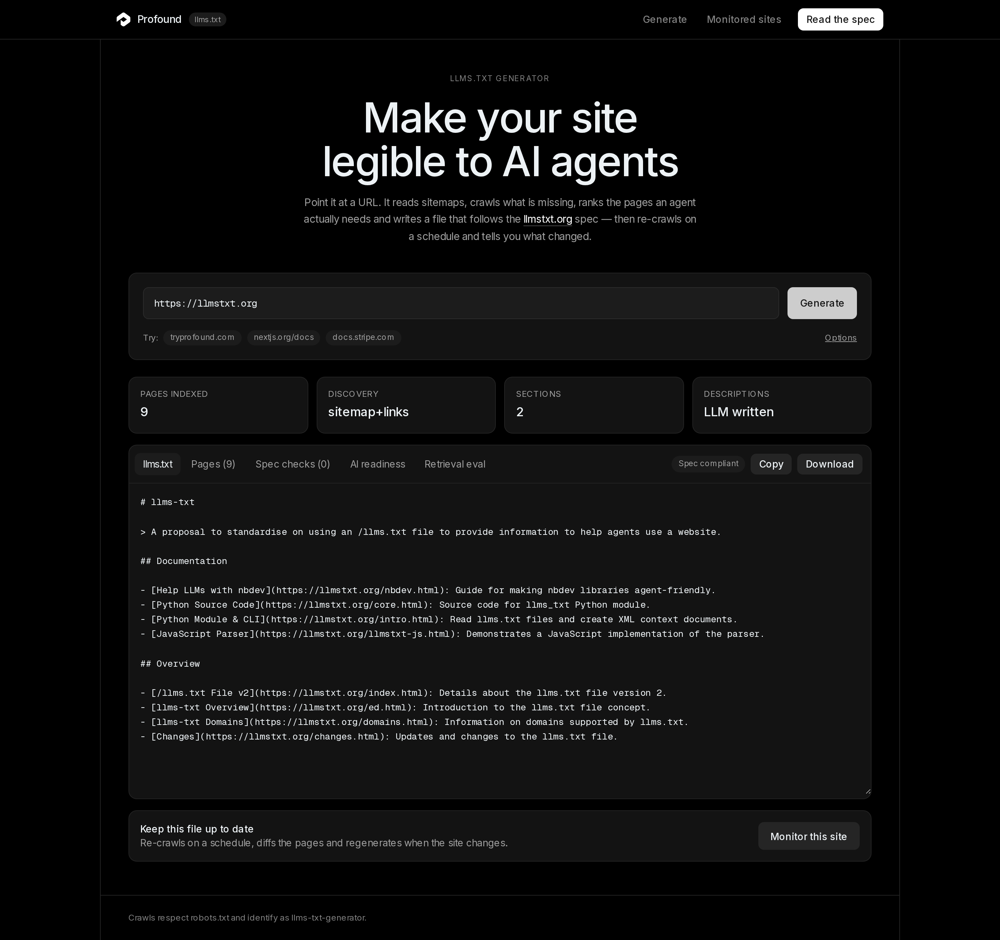 Profound llms.txt Generate Monitored sites Read the spec
LLMS.TXT GENERATOR
Make your site
legible to AI agents
Point it at a URL. It reads sitemaps, crawls what is missing, ranks the pages an agent
actually needs and writes a file that follows the llmstxt.org spec — then re-crawls on
a schedule and tells you what changed.
https://llmstxt.org Generate
Try: tryprofound.com nextjs.org/docs docs.stripe.com Options
PAGES INDEXED DISCOVERY SECTIONS DESCRIPTIONS
9 sitemap+links 2 LLM written
llms.txt Pages (9) Spec checks (0) AI readiness Retrieval eval Spec compliant Copy Download
# llms-txt
> A proposal to standardise on using an /llms.txt file to provide information to help agents use a website.
## Documentation
- [Help LLMs with nbdev](https://llmstxt.org/nbdev.html): Guide for making nbdev libraries agent-friendly.
- [Python Source Code](https://llmstxt.org/core.html): Source code for llms_txt Python module.
- [Python Module & CLI](https://llmstxt.org/intro.html): Read llms.txt files and create XML context documents.
- [JavaScript Parser](https://llmstxt.org/llmstxt-js.html): Demonstrates a JavaScript implementation of the parser.
## Overview
- [/llms.txt File v2](https://llmstxt.org/index.html): Details about the llms.txt file version 2.
- [llms-txt Overview](https://llmstxt.org/ed.html): Introduction to the llms.txt file concept.
- [llms-txt Domains](https://llmstxt.org/domains.html): Information on domains supported by llms.txt.
- [Changes](https://llmstxt.org/changes.html): Updates and changes to the llms.txt file.
Keep this file up to date
Re-crawls on a schedule, diffs the pages and regenerates when the site changes.
Monitor this site
Crawls respect robots.txt and identify as llms-txt-generator.